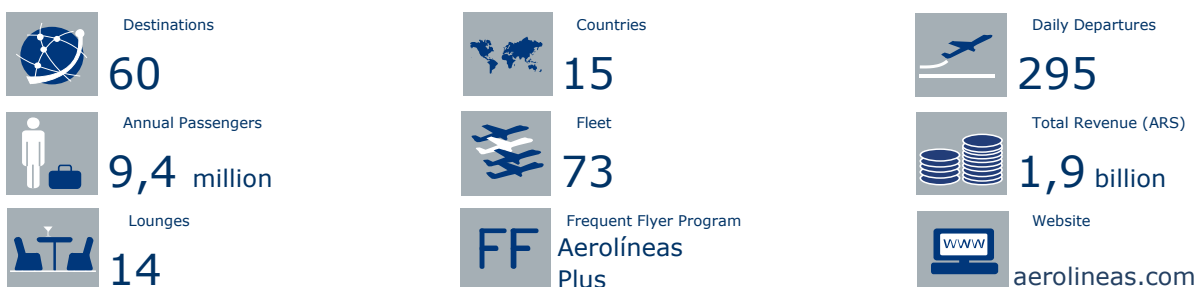 Destinations
60
Countries
15
Daily Departures
295
Annual Passengers
9,4 million
Fleet
73
Total Revenue (ARS)
1,9 billion
Lounges
14
FF
Frequent Flyer Program
Aerolíneas
Plus
www
Website
aerolineas.com